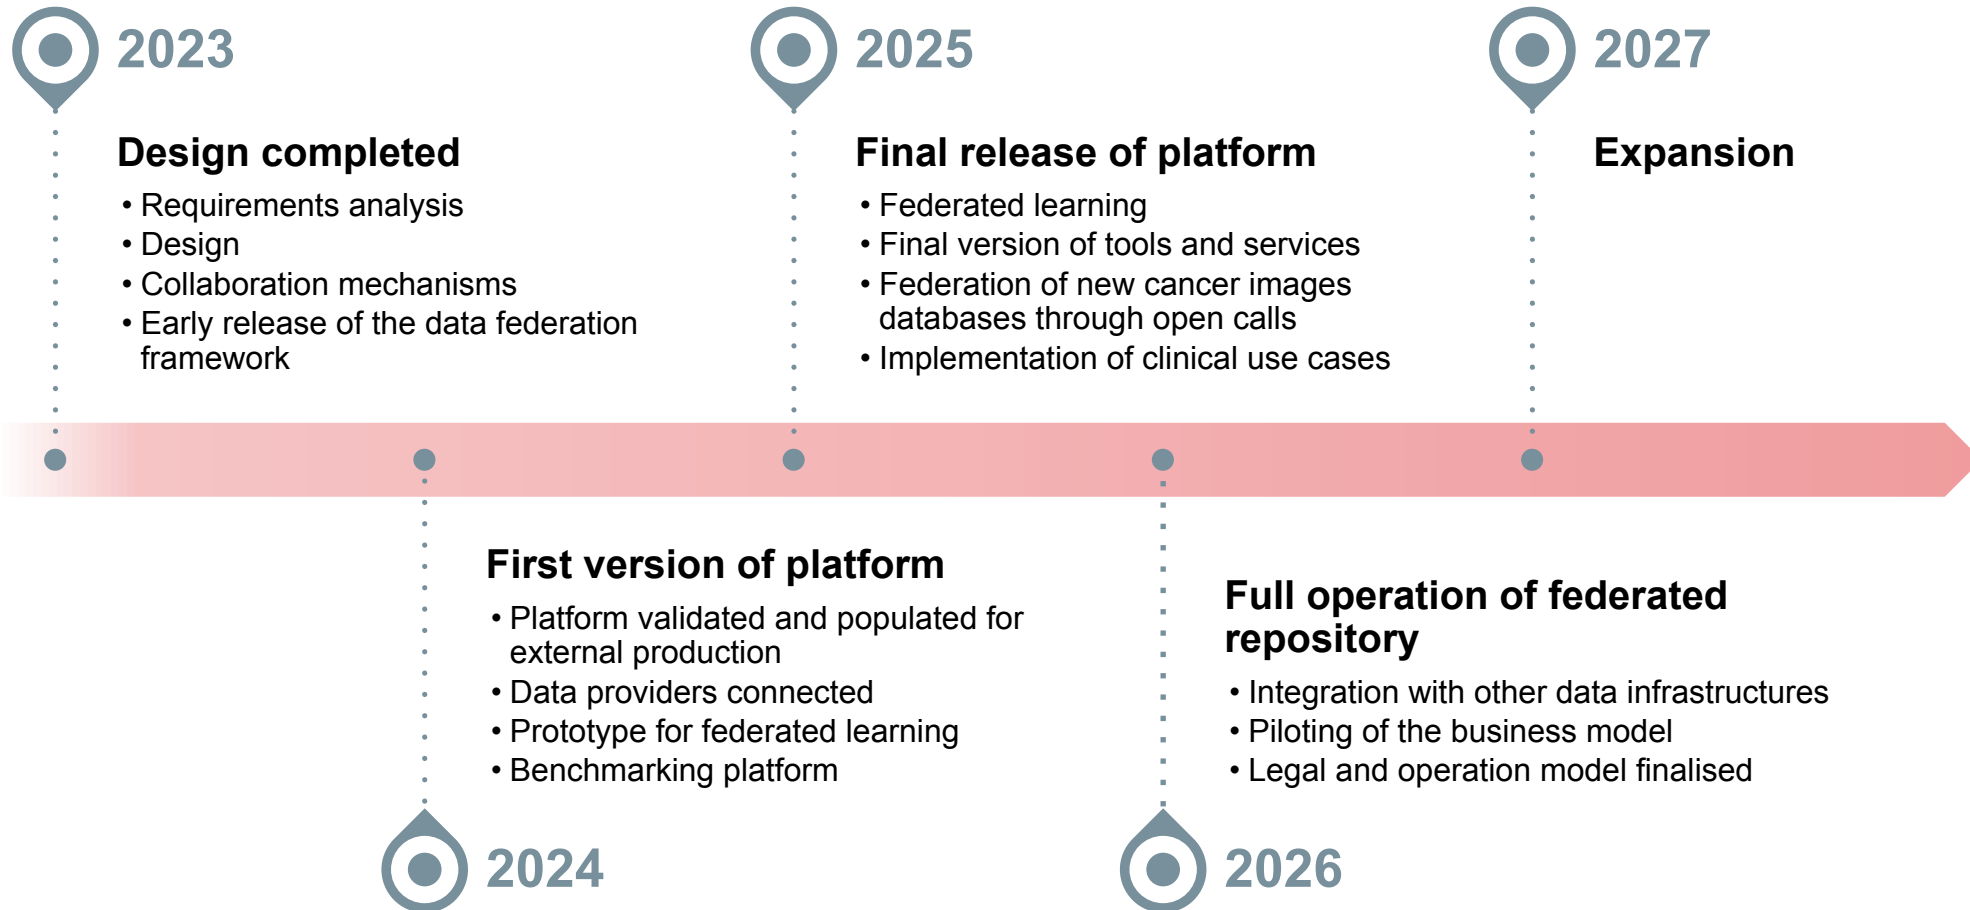 2023
Design completed
• Requirements analysis
• Design
• Collaboration mechanisms
• Early release of the data federation
framework
2024
First version of platform
• Platform validated and populated for
external production
• Data providers connected
• Prototype for federated learning
• Benchmarking platform
2025
Final release of platform
• Federated learning
• Final version of tools and services
• Federation of new cancer images
databases through open calls
• Implementation of clinical use cases
2026
Full operation of federated
repository
• Integration with other data infrastructures
• Piloting of the business model
• Legal and operation model finalised
2027
Expansion